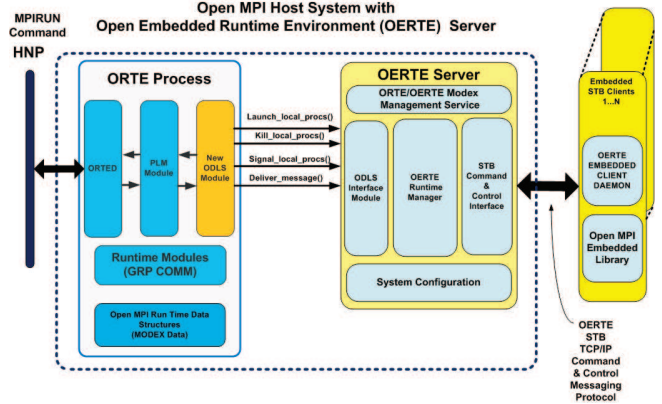 Open MPI Host System with
Open Embedded Runtime Environment (OERTE) Server
MPIRUN
Command
HNP
ORTE Process
ORTED
PLM
Module
New
ODLS
Module
Runtime Modules
(GRP COMM)
Open MPI Run Time Data
Structures
(MODEX Data)
Launch_local_procs()
Kill_local_procs()
Signal_local_procs()
Deliver_message()
OERTE Server
ORTE/OERTE Modex
Management Service
ODLS
Interface
Module
OERTE
Runtime
Manager
STB
Command
&
Control
Interface
System Configuration
Embedded
STB Clients
1...N
OERTE
EMBEDDED
CLIENT
DAEMON
Open MPI
Embedded
Library
OERTE
STB
TCP/IP
Command
& Control
Messaging
Protocol